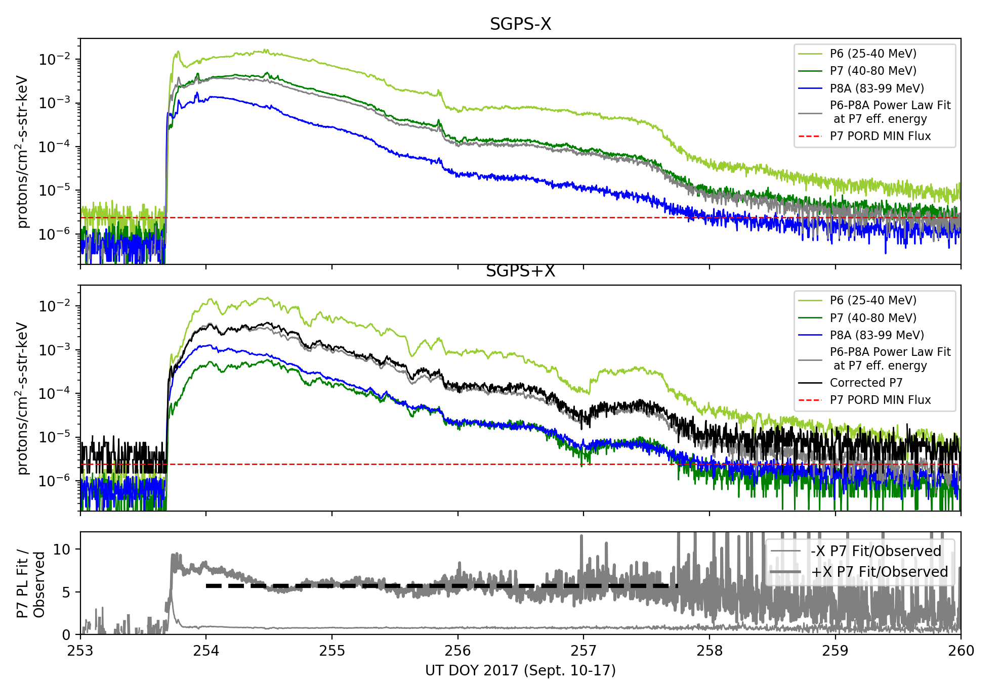 SGPS-X
protons/cm²-s-str-keV
10⁻²
10⁻³
10⁻⁴
10⁻⁵
10⁻⁶
P6 (25-40 MeV)
P7 (40-80 MeV)
P8A (83-99 MeV)
P6-P8A Power Law Fit
at P7 eff. energy
P7 PORD MIN Flux
SGPS+X
protons/cm²-s-str-keV
10⁻²
10⁻³
10⁻⁴
10⁻⁵
10⁻⁶
P6 (25-40 MeV)
P7 (40-80 MeV)
P8A (83-99 MeV)
P6-P8A Power Law Fit
at P7 eff. energy
Corrected P7
P7 PORD MIN Flux
P7 PL Fit /
Observed
10
5
0
-X P7 Fit/Observed
+X P7 Fit/Observed
253 254 255 256 257 258 259 260
UT DOY 2017 (Sept. 10-17)